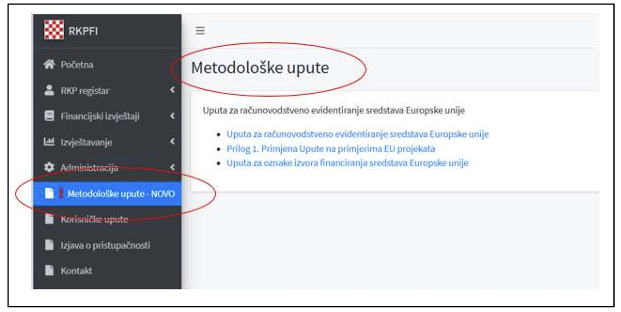 RKPFI
Početna
RKP registar
Financijski izvještaji
Izvještavanje
Administracija
Metodološke upute - NOVO
Korisničke upute
Izjava o pristupačnosti
Kontakt
Metodološke upute
Uputa za računovodstveno evidentiranje sredstava Europske unije
Uputa za računovodstveno evidentiranje sredstava Europske unije
Prilog 1. Primjena Upute na primjerima EU projekata
Uputa za oznake izvora financiranja sredstava Europske unije